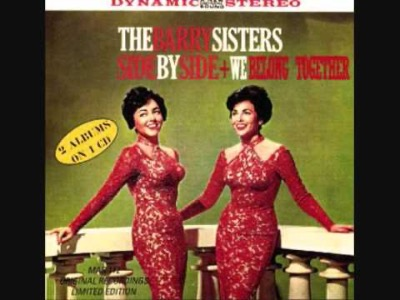 DYNAMIC STEREO
SOUND
THE BARRY SISTERS
SIDE BY SIDE + WE BELONG TOGETHER
2 ALBUMS
ON 1 CD
ORIGINAL RECORDINGS
LIMITED EDITION